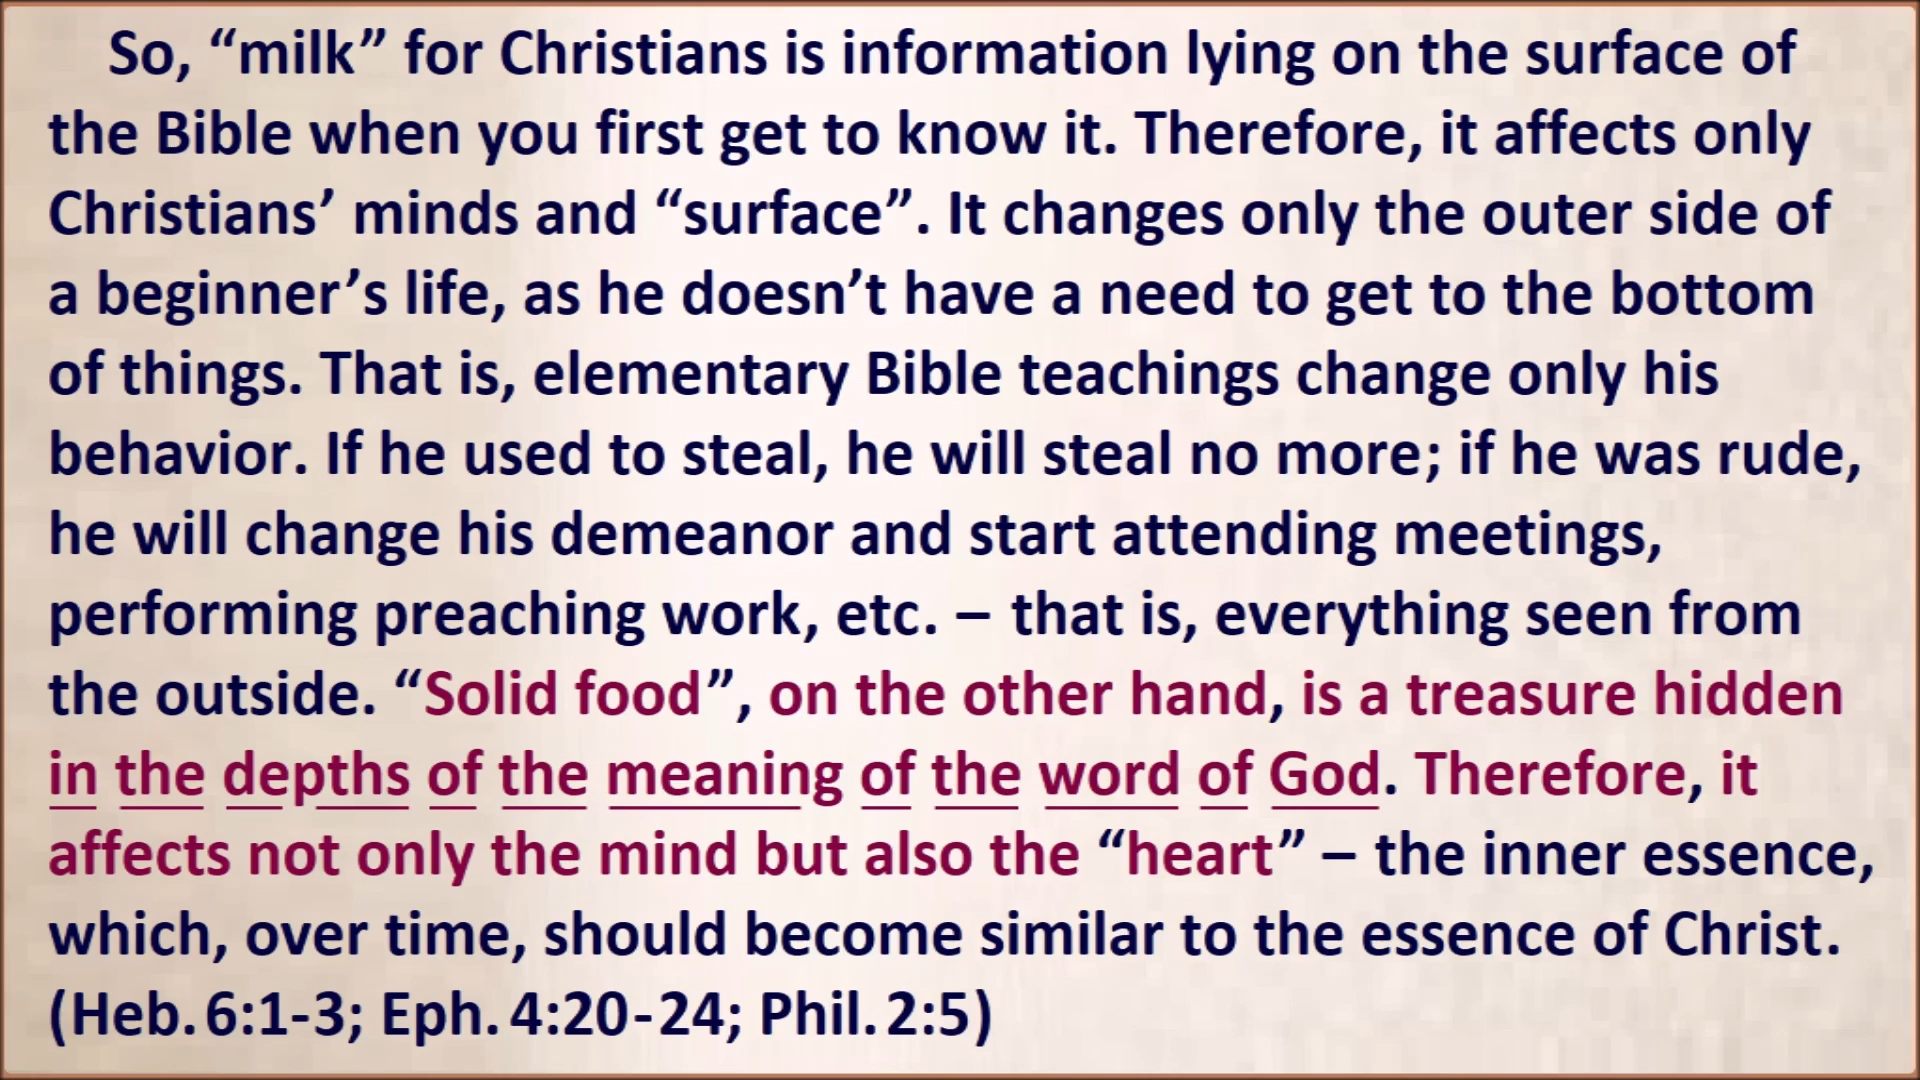 So, “milk” for Christians is information lying on the surface of
the Bible when you first get to know it. Therefore, it affects only
Christians’ minds and “surface”. It changes only the outer side of
a beginner’s life, as he doesn’t have a need to get to the bottom
of things. That is, elementary Bible teachings change only his
behavior. If he used to steal, he will steal no more; if he was rude,
he will change his demeanor and start attending meetings,
performing preaching work, etc. – that is, everything seen from
the outside. “Solid food”, on the other hand, is a treasure hidden
in the depths of the meaning of the word of God. Therefore, it
affects not only the mind but also the “heart” – the inner essence,
which, over time, should become similar to the essence of Christ.
(Heb. 6:1-3; Eph. 4:20-24; Phil. 2:5)